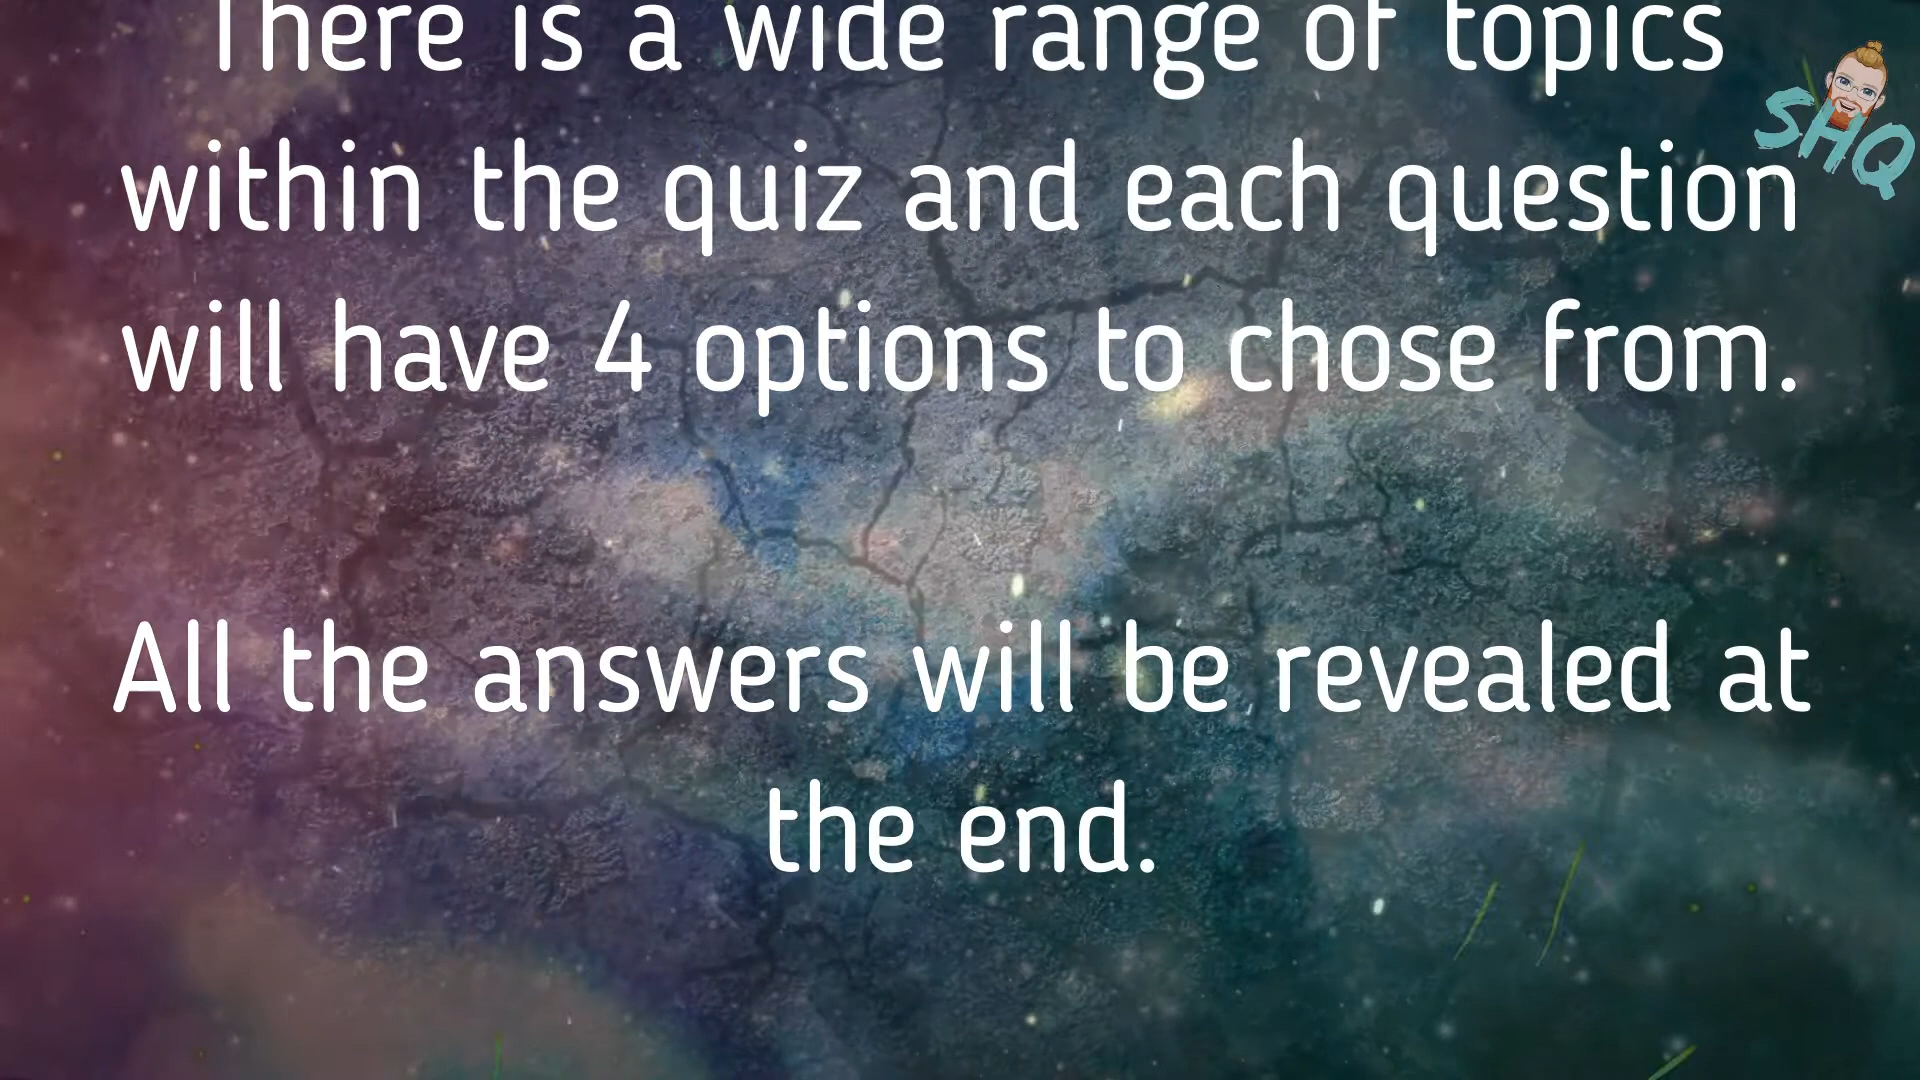 There is a wide range of topics
within the quiz and each question
will have 4 options to chose from.
All the answers will be revealed at
the end.
SHQ